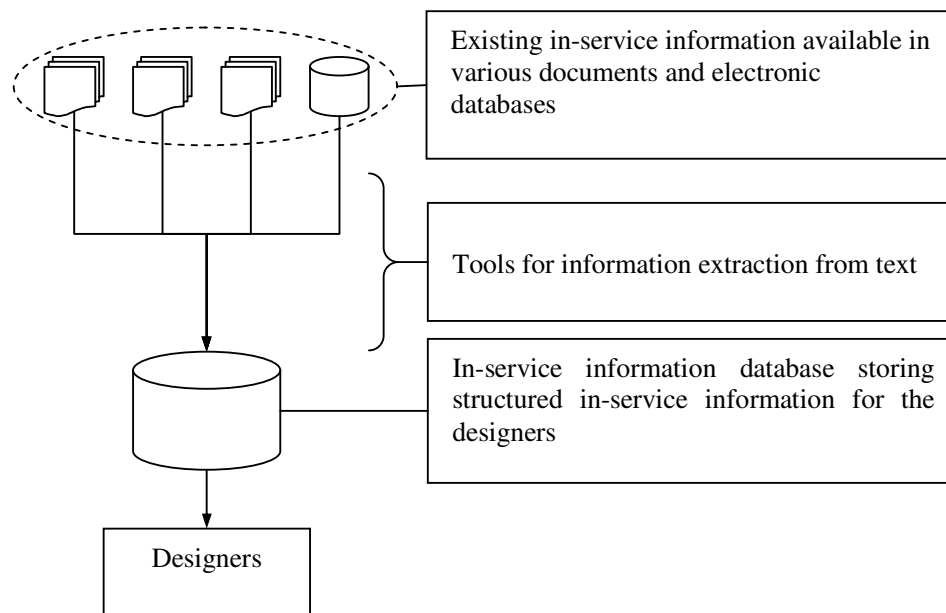 Existing in-service information available in
various documents and electronic
databases
Tools for information extraction from text
In-service information database storing
structured in-service information for the
designers
Designers